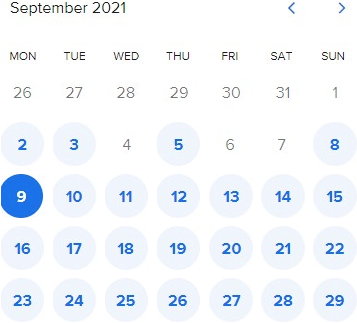 September 2021
MON TUE WED THU FRI SAT SUN
26 27 28 29 30 31 1
2 3 4 5 6 7 8
9 10 11 12 13 14 15
16 17 18 19 20 21 22
23 24 25 26 27 28 29